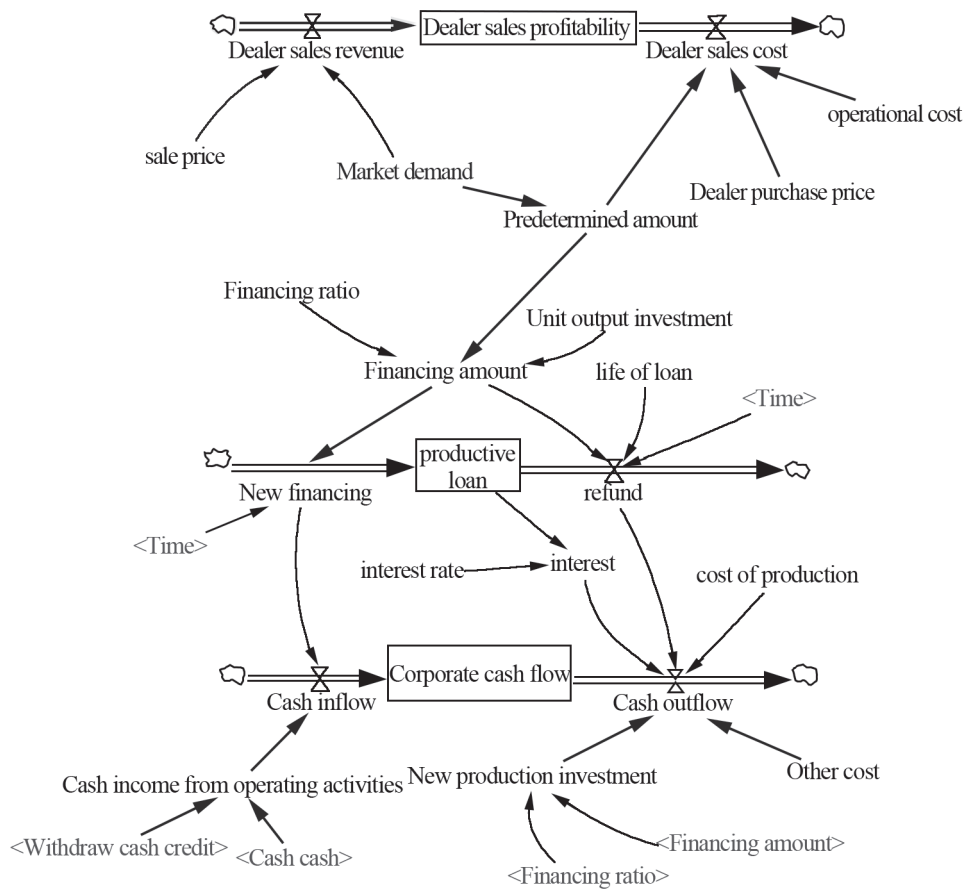 Dealer sales profitability
Dealer sales revenue
Dealer sales cost
operational cost
sale price
Market demand
Dealer purchase price
Predetermined amount
Financing ratio
Unit output investment
Financing amount
life of loan
<Time>
productive
loan
New financing
refund
<Time>
interest rate
interest
cost of production
Corporate cash flow
Cash inflow
Cash outflow
Cash income from operating activities
New production investment
Other cost
<Withdraw cash credit>
<Cash cash>
<Financing amount>
<Financing ratio>